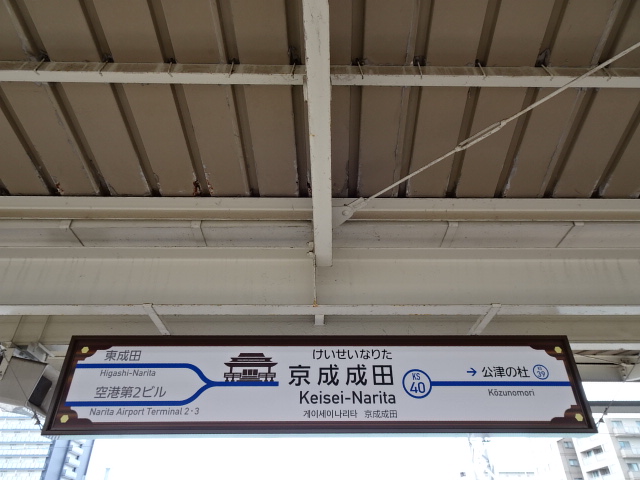 東成田
Higashi-Narita
空港第2ビル
Narita Airport Terminal 2・3
けいせいなりた
京成成田
Keisei-Narita
게이세이나리타 京成成田
KS
40
→ 公津の杜
KS
39
Kōzunomori